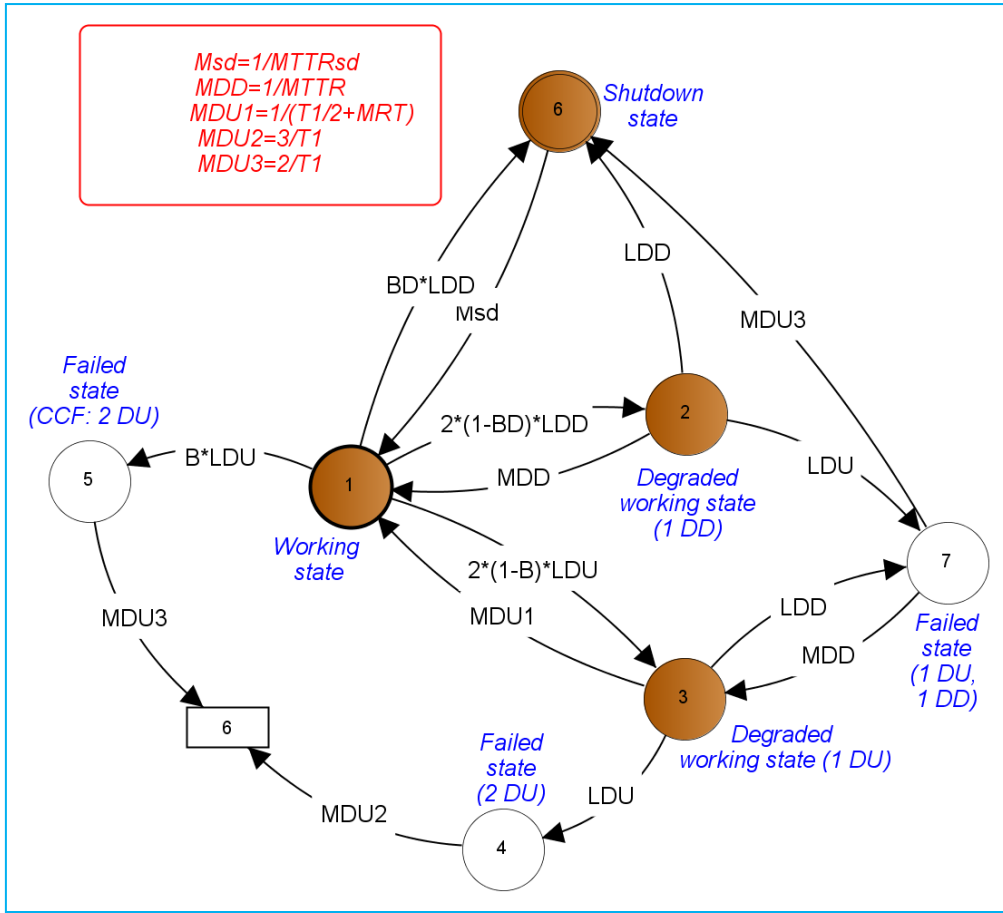 Msd=1/MTTRsd
MDD=1/MTTR
MDU1=1/(T1/2+MRT)
MDU2=3/T1
MDU3=2/T1
6
Shutdown
state
LDD
BD*LDD
Msd
MDU3
Failed
state
(CCF: 2 DU)
2*(1-BD)*LDD
2
B*LDU
LDU
5
1
MDD
Degraded
working state
(1 DD)
Working
state
2*(1-B)*LDU
7
MDU3
MDU1
LDD
MDD
Failed
state
(1 DU,
1 DD)
3
6
Failed
state
(2 DU)
Degraded
working state (1 DU)
LDU
MDU2
4